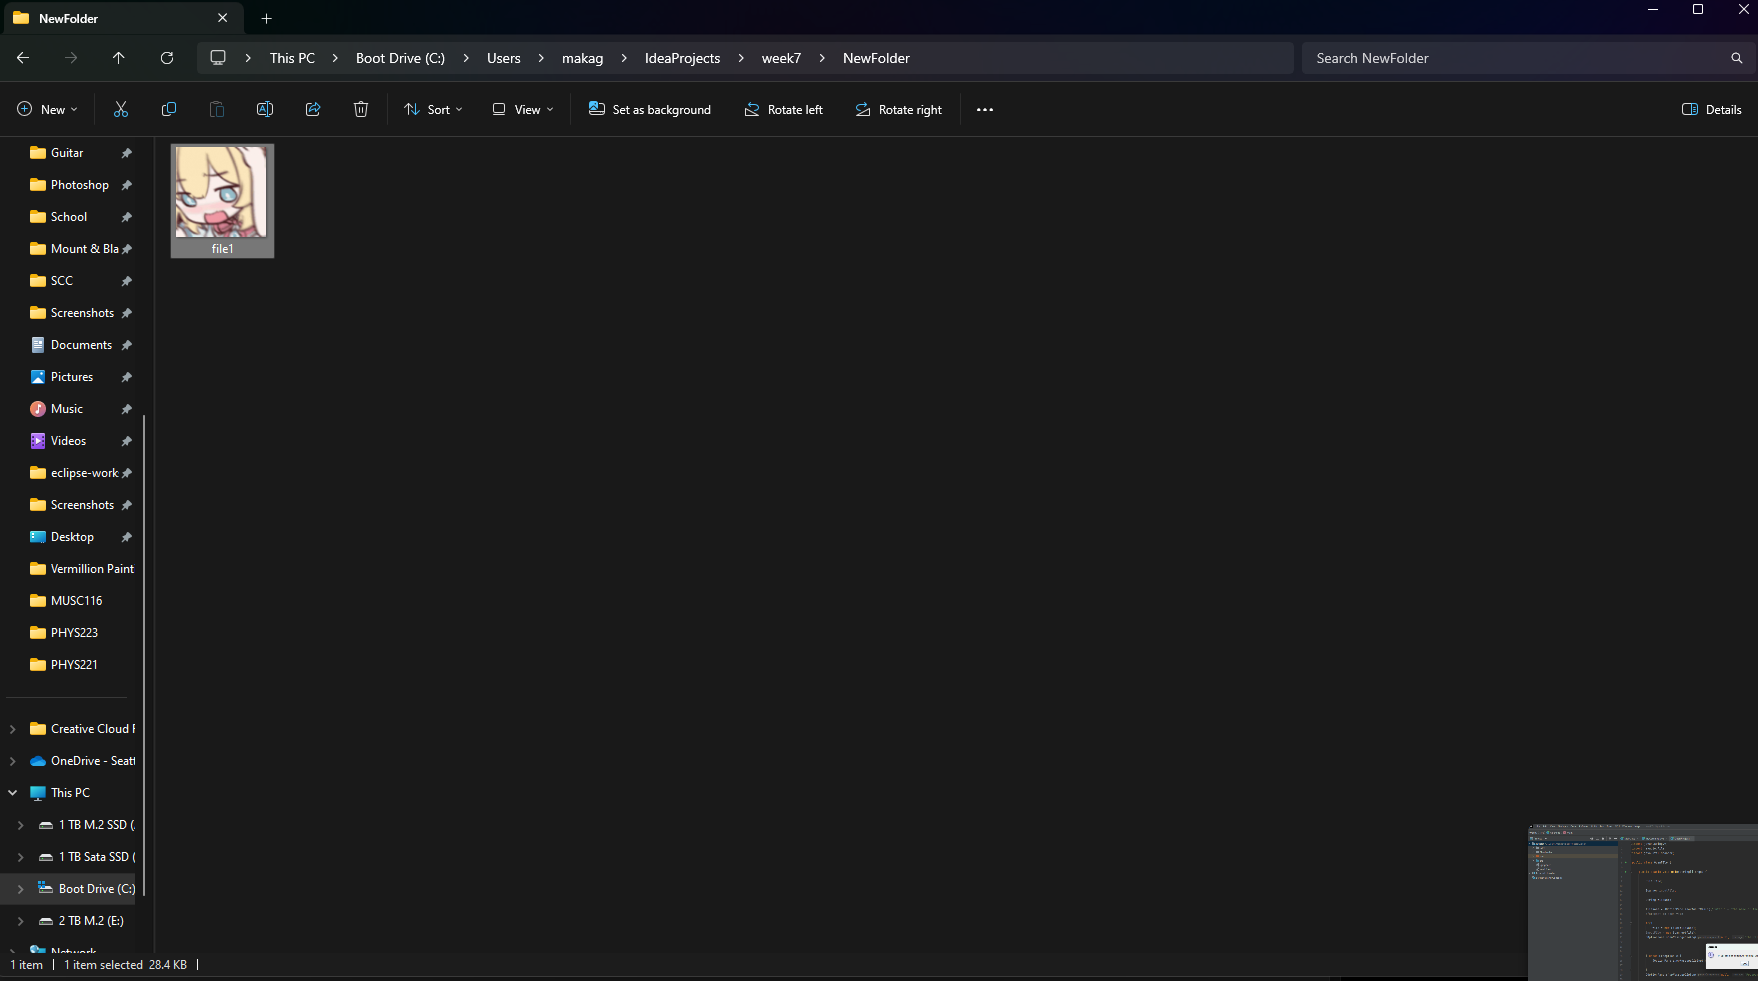 NewFolder
This PC
Boot Drive (C:)
Users
makag
IdeaProjects
week7
NewFolder
Search NewFolder
New
Sort
View
Set as background
Rotate left
Rotate right
Details
Guitar
Photoshop
School
Mount & Bla
SCC
Screenshots
Documents
Pictures
Music
Videos
eclipse-work
Screenshots
Desktop
Vermillion Paint
MUSC116
PHYS223
PHYS221
Creative Cloud F
OneDrive - Seatt
This PC
1 TB M.2 SSD (
1 TB Sata SSD (
Boot Drive (C:)
2 TB M.2 (E:)
Network
file1
1 item
1 item selected 28.4 KB